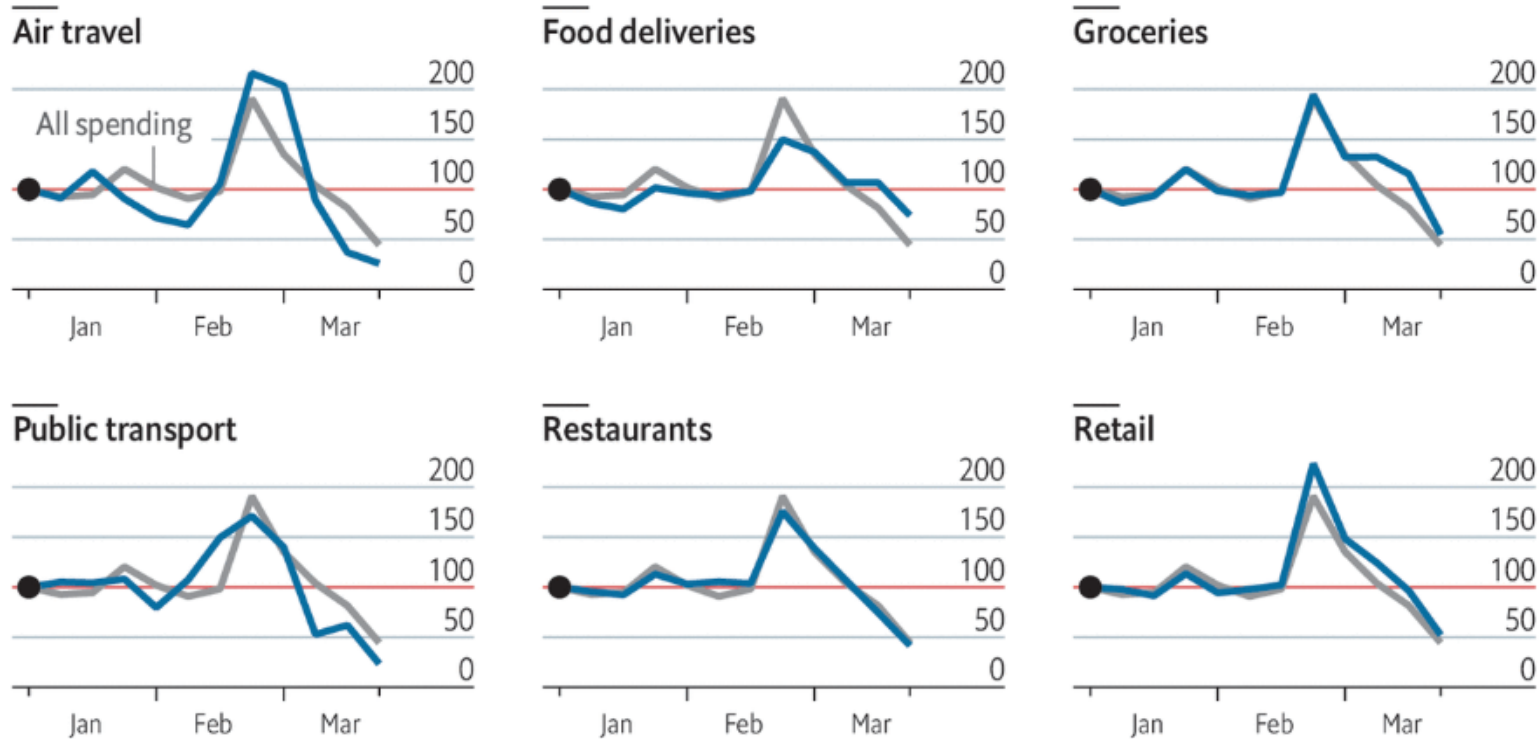 Air travel
200
All spending
150
100
50
0
Jan Feb Mar
Food deliveries
200
150
100
50
0
Jan Feb Mar
Groceries
200
150
100
50
0
Jan Feb Mar
Public transport
200
150
100
50
0
Jan Feb Mar
Restaurants
200
150
100
50
0
Jan Feb Mar
Retail
200
150
100
50
0
Jan Feb Mar